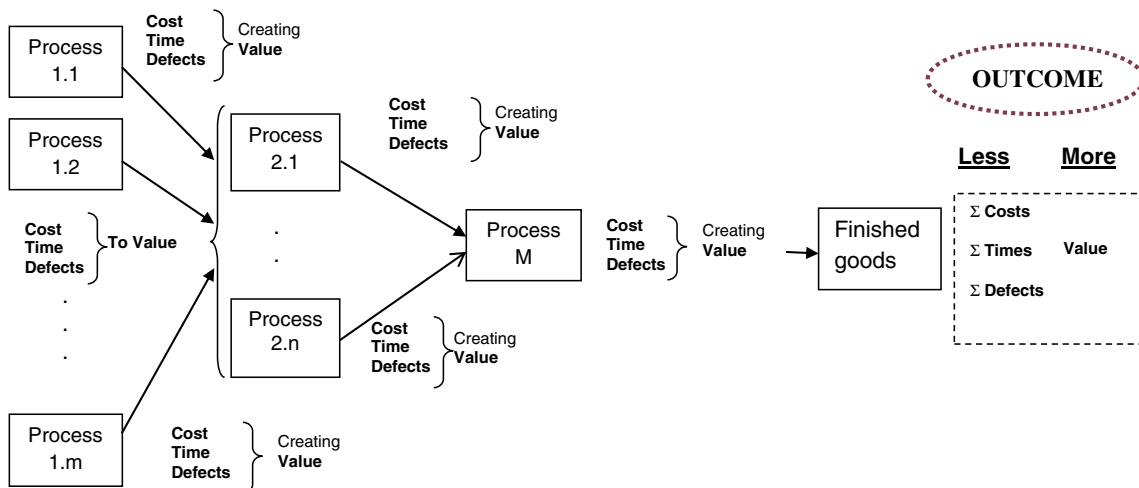 Process
1.1
Cost
Time
Defects
Creating
Value
Process
1.2
Cost
Time
Defects
To Value
.
.
.
Process
1.m
Cost
Time
Defects
Creating
Value
Process
2.1
Cost
Time
Defects
Creating
Value
.
.
Process
2.n
Cost
Time
Defects
Creating
Value
Process
M
Cost
Time
Defects
Creating
Value
Finished
goods
OUTCOME
Less More
Σ Costs
Σ Times Value
Σ Defects